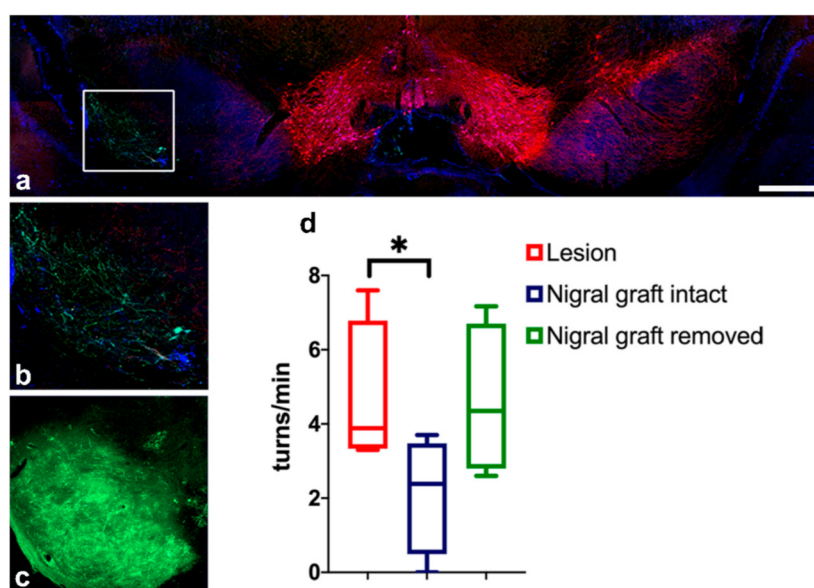 a
b
c
d
*
Lesion
Nigral graft intact
Nigral graft removed
turns/min
8
6
4
2
0